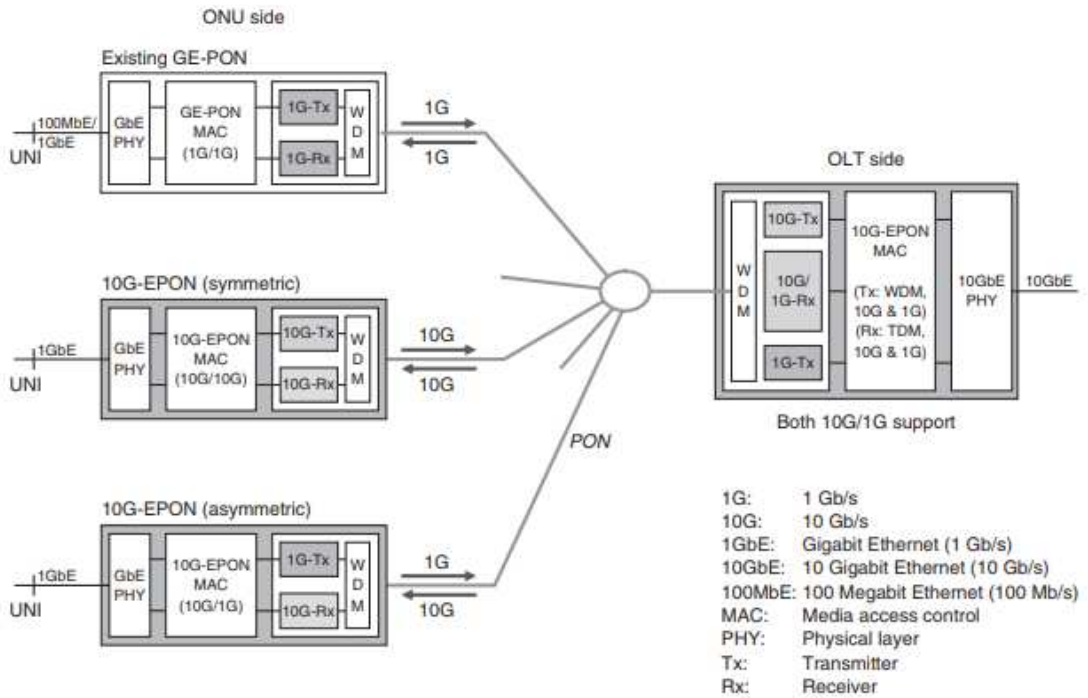 ONU side
Existing GE-PON
100MbE/
1GbE
UNI
GbE
PHY
GE-PON
MAC
(1G/1G)
1G-Tx
1G-Rx
W
D
M
1G
1G
10G-EPON (symmetric)
1GbE
UNI
GbE
PHY
10G-EPON
MAC
(10G/10G)
10G-Tx
10G-Rx
W
D
M
10G
10G
10G-EPON (asymmetric)
1GbE
UNI
GbE
PHY
10G-EPON
MAC
(10G/1G)
1G-Tx
10G-Rx
W
D
M
1G
10G
PON
OLT side
W
D
M
10G-Tx
10G/
1G-Rx
1G-Tx
10G-EPON
MAC
(Tx: WDM,
10G & 1G)
(Rx: TDM,
10G & 1G)
10GbE
PHY
10GbE
Both 10G/1G support
1G: 1 Gb/s
10G: 10 Gb/s
1GbE: Gigabit Ethernet (1 Gb/s)
10GbE: 10 Gigabit Ethernet (10 Gb/s)
100MbE: 100 Megabit Ethernet (100 Mb/s)
MAC: Media access control
PHY: Physical layer
Tx: Transmitter
Rx: Receiver